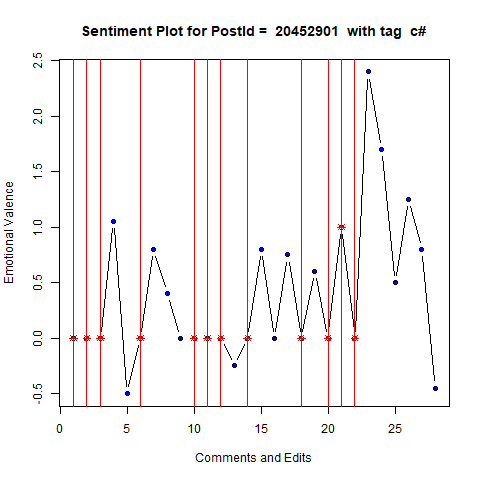 Sentiment Plot for PostId =  20452901  with tag  c#
Emotional Valence
2.5
2.0
1.5
1.0
0.5
0.0
-0.5
0 5 10 15 20 25
Comments and Edits